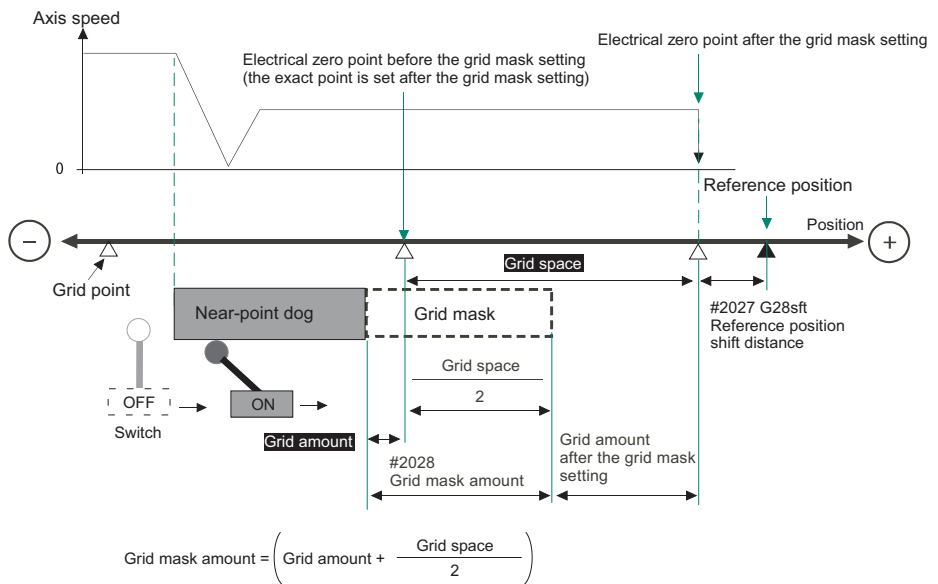 Axis speed
Electrical zero point before the grid mask setting
(the exact point is set after the grid mask setting)
Electrical zero point after the grid mask setting
0
Reference position
Position
−
+
Grid point
Grid space
Near-point dog
Grid mask
#2027 G28sft
Reference position
shift distance
Grid space
2
OFF
ON
Switch
Grid amount
#2028
Grid mask amount
Grid amount
after the grid mask
setting
Grid mask amount = ( Grid amount + Grid space
2 )